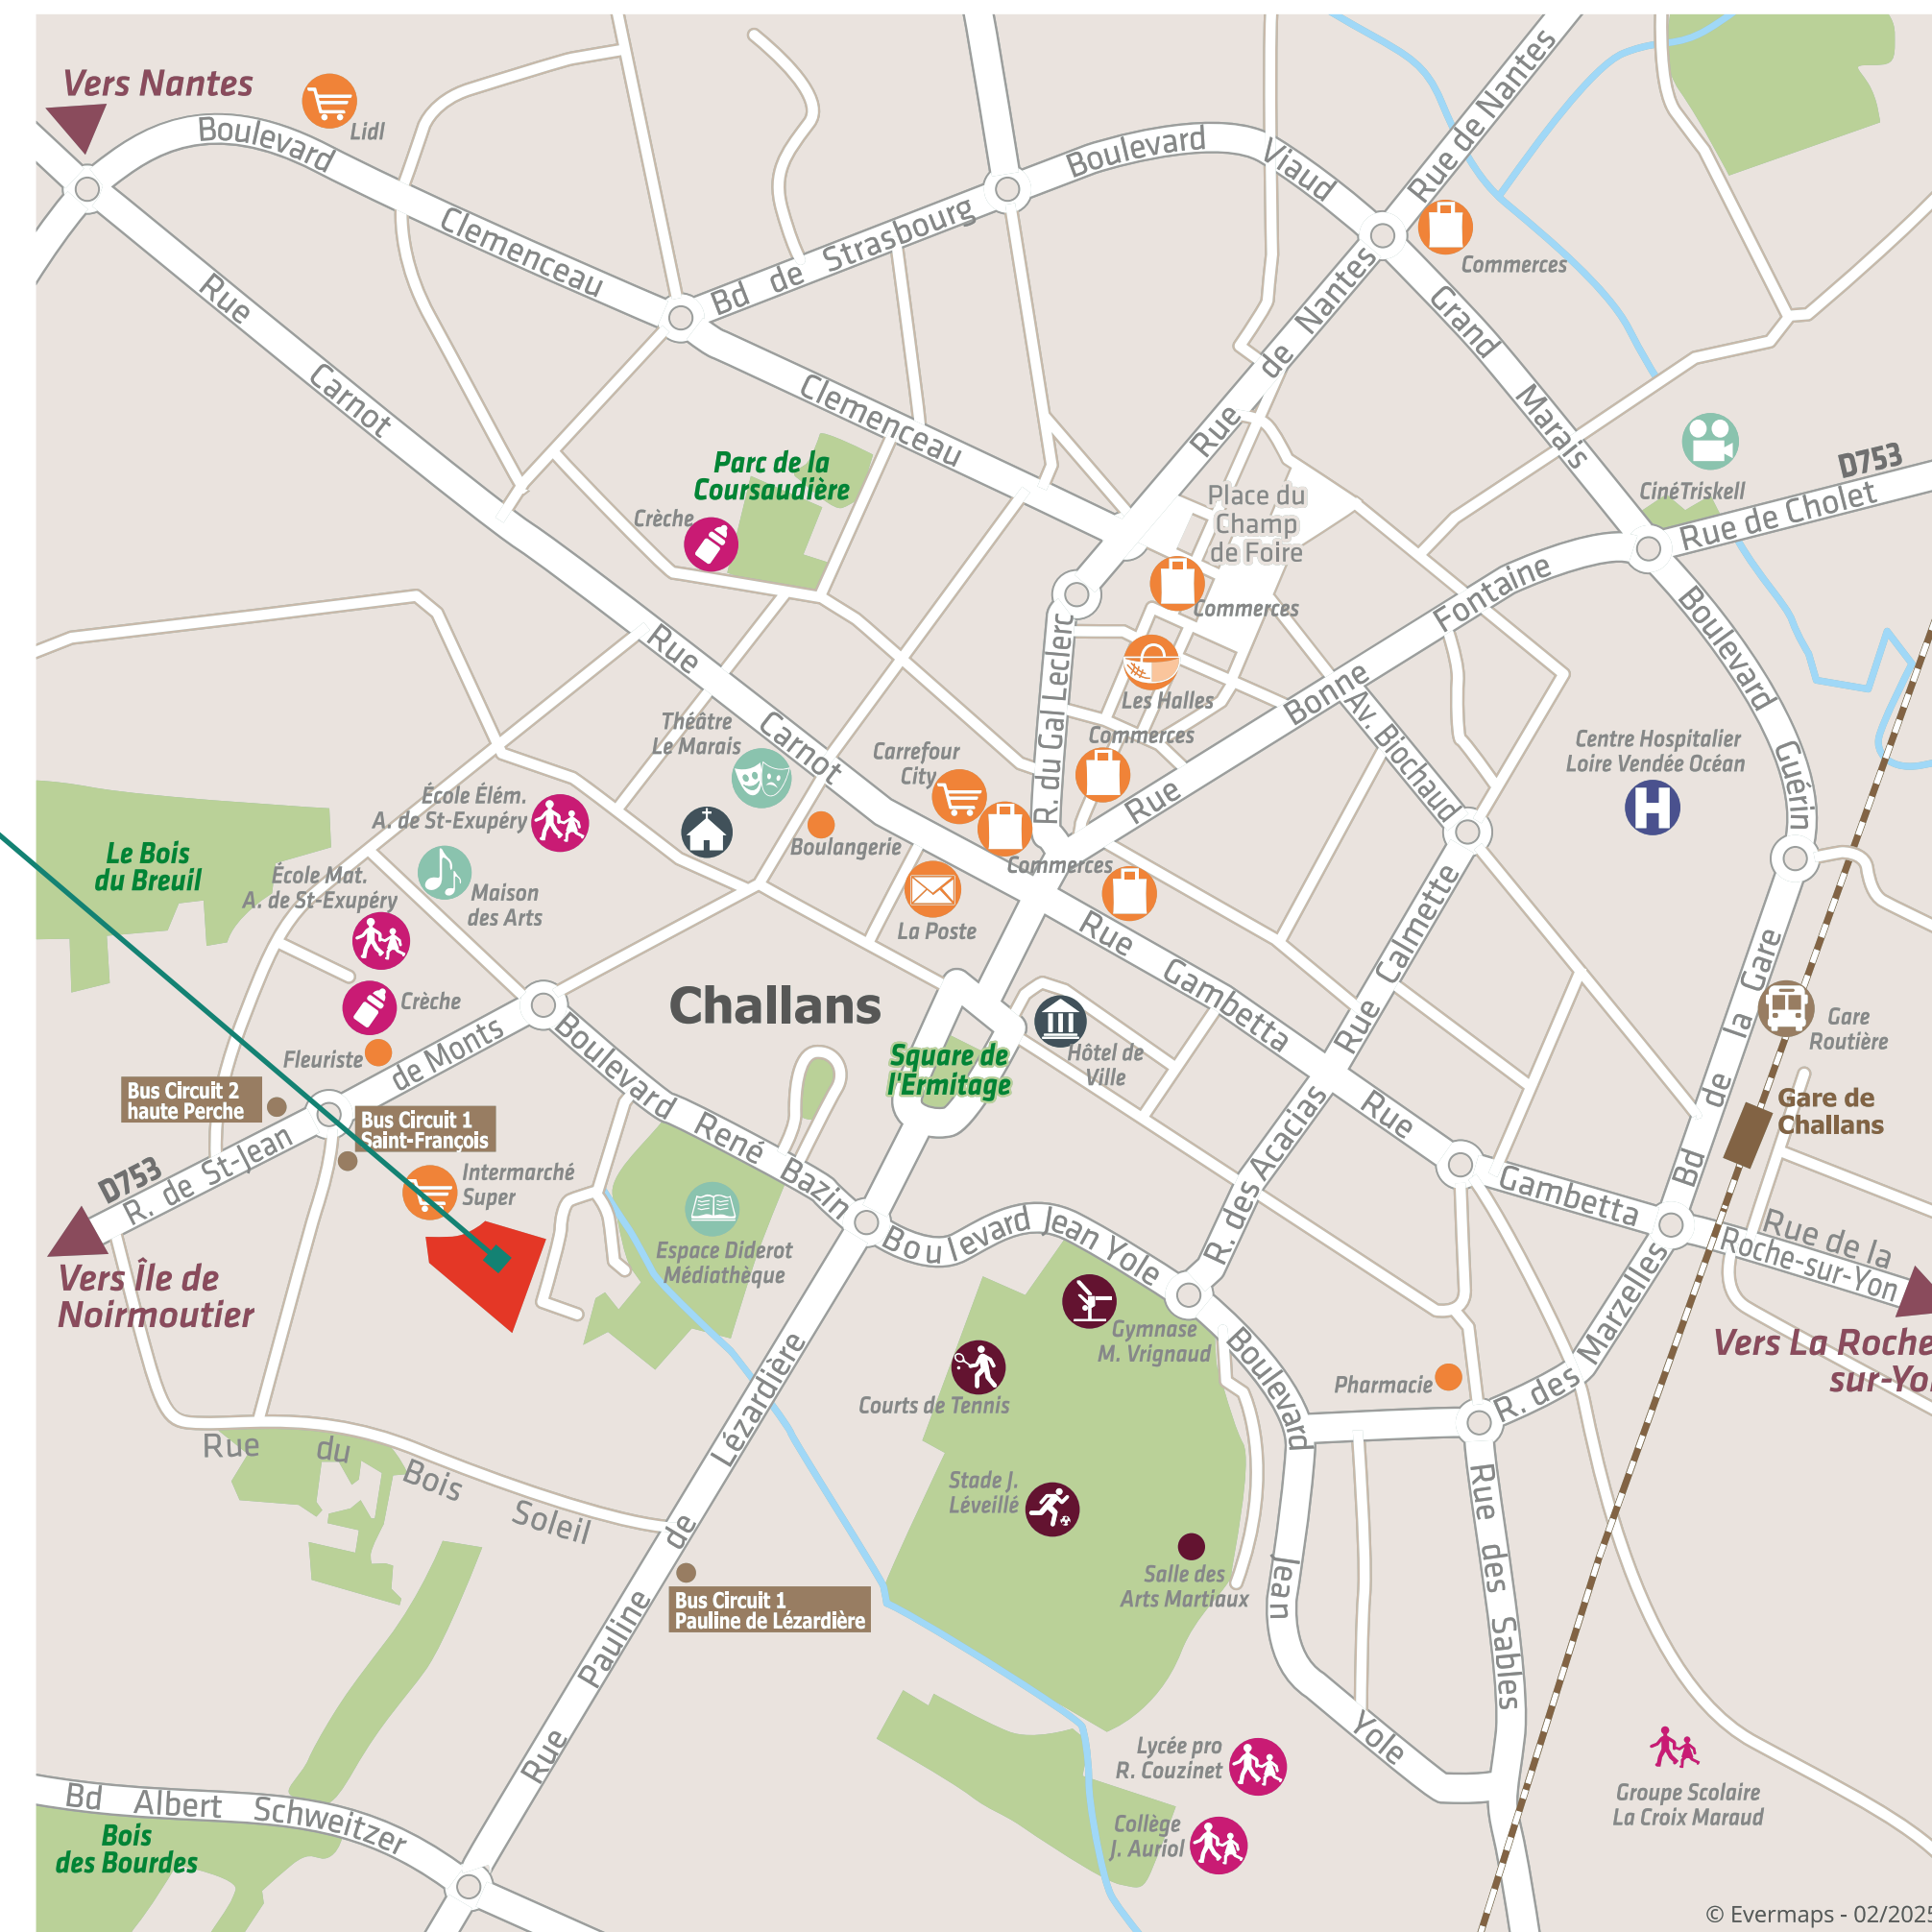 Vers Nantes
Lidl
Boulevard
Clemenceau
Bd de Strasbourg
Boulevard
Viaud
Rue de Nantes
Commerces
Rue
Carnot
Clemenceau
Rue de Nantes
Grand Marais
CinéTriskell
D753
Rue de Cholet
Parc de la
Coursaudière
Crèche
Place du
Champ
de Foire
Commerces
Les Halles
Commerces
R. du Gal Leclerc
Rue Bonne Fontaine
Av. Biochaud
Boulevard Guérin
Centre Hospitalier
Loire Vendée Océan
H
Rue
Carnot
Théâtre
Le Marais
Carrefour
City
Boulangerie
Commerces
La Poste
École Élém.
A. de St-Exupéry
Le Bois
du Breuil
École Mat.
A. de St-Exupéry
Maison
des Arts
Crèche
Fleuriste
Challans
Square de
l'Ermitage
Hôtel de
Ville
Rue Gambetta
Rue Calmette
Bd de la Gare
Gare
Routière
Gare de
Challans
Bus Circuit 2
haute Perche
Bus Circuit 1
Saint-François
D753
R. de St-Jean
de Monts
Intermarché
Super
Boulevard René Bazin
Espace Diderot
Médiathèque
Boulevard Jean Yole
R. des Acacias
Rue
Gambetta
Rue de la
Roche-sur-Yon
Vers Île de
Noirmoutier
Vers La Roche
R. des Marzelles
Gymnase
M. Vrignaud
Courts de Tennis
Pharmacie
Boulevard
Jean
Yole
Rue du Bois Soleil
Stade J.
Léveillé
Salle des
Arts Martiaux
Rue des Sables
Bus Circuit 1
Pauline de Lézardière
Rue Pauline de Lézardière
Lycée pro
R. Couzinet
Collège
J. Auriol
Groupe Scolaire
La Croix Maraud
Bd Albert Schweitzer
Bois
des Bourdes
© Evermaps - 02/2025